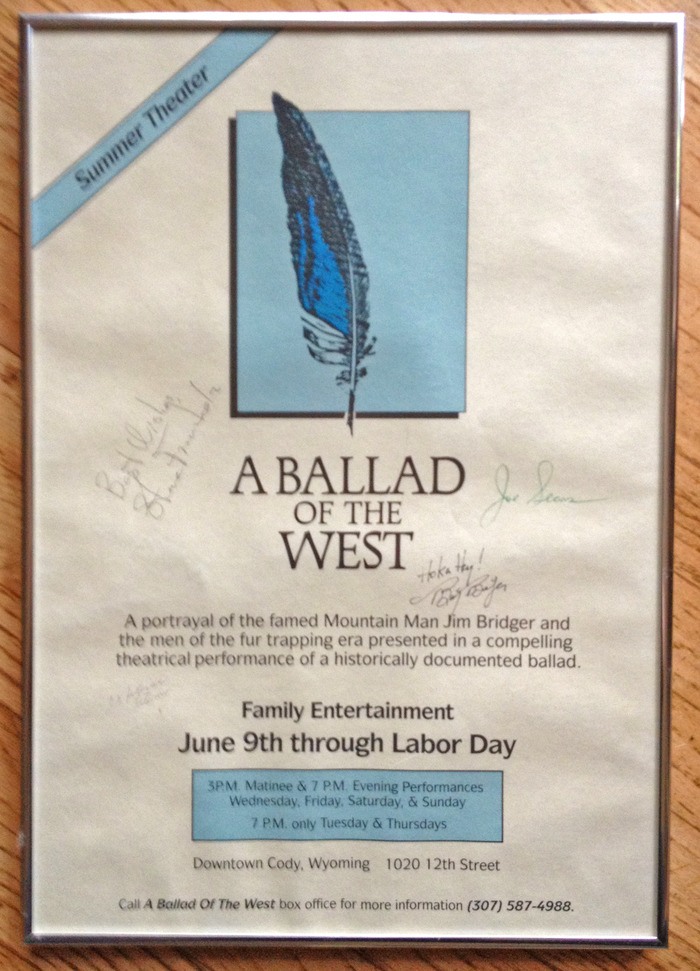 Summer Theater
Best Wishes,
A BALLAD
OF THE
WEST
Joe Sears
Hoka Hey!
A portrayal of the famed Mountain Man Jim Bridger and
the men of the fur trapping era presented in a compelling
theatrical performance of a historically documented ballad.
Family Entertainment
June 9th through Labor Day
3P.M. Matinee & 7 P.M. Evening Performances
Wednesday, Friday, Saturday, & Sunday
7 P.M. only Tuesday & Thursdays
Downtown Cody, Wyoming 1020 12th Street
Call A Ballad Of The West box office for more information (307) 587-4988.